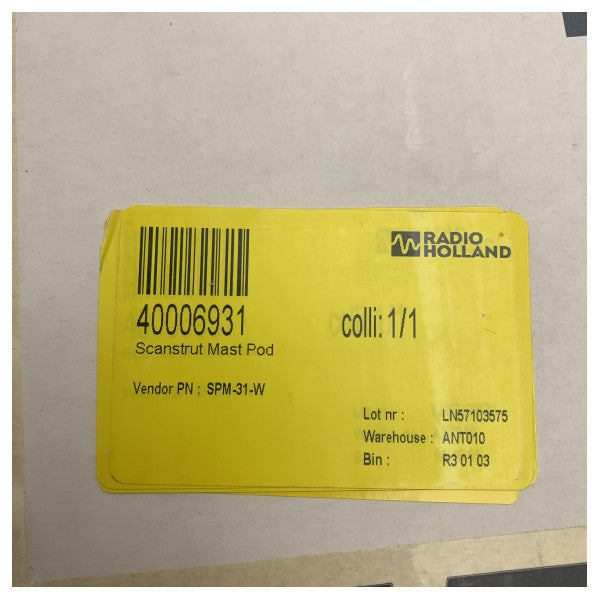 RADIO
HOLLAND
40006931
colli: 1/1
Scanstrut Mast Pod
Vendor PN : SPM-31-W
Lot nr : LN57103575
Warehouse : ANT010
Bin : R3 01 03